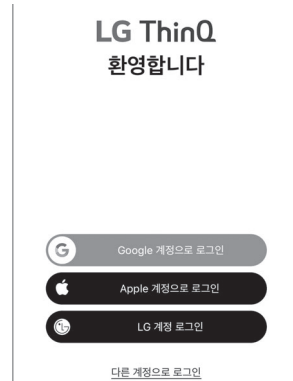 LG ThinQ
환영합니다
Google 계정으로 로그인
Apple 계정으로 로그인
LG 계정 로그인
다른 계정으로 로그인